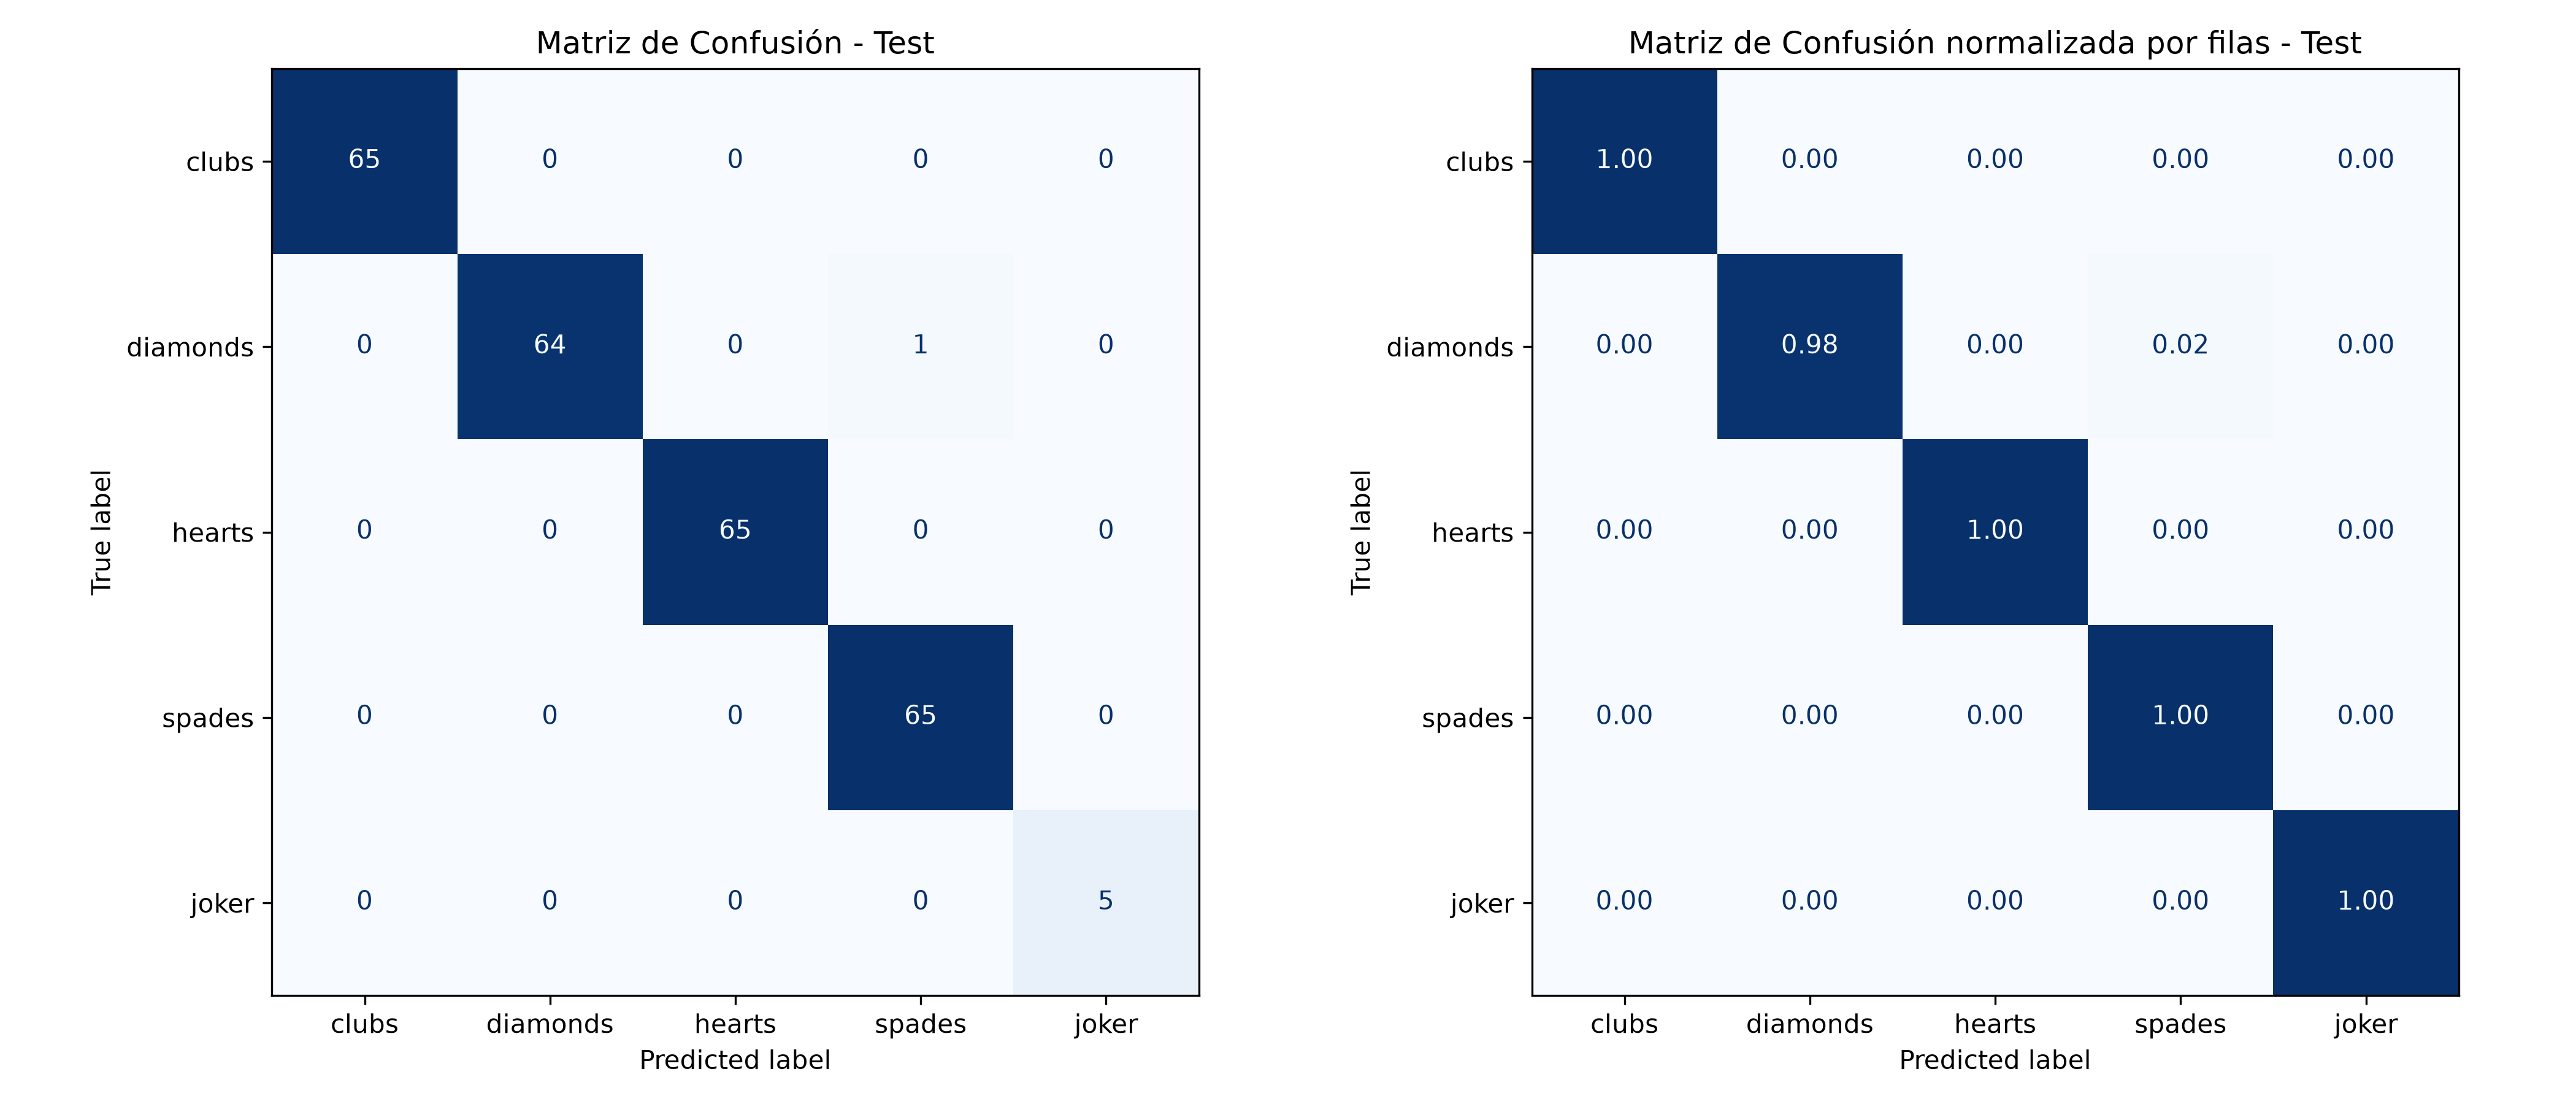 Matriz de Confusión - Test
clubs 65 0 0 0 0
diamonds 0 64 0 1 0
hearts 0 0 65 0 0
spades 0 0 0 65 0
joker 0 0 0 0 5
True label
clubs diamonds hearts spades joker
Predicted label
Matriz de Confusión normalizada por filas - Test
clubs 1.00 0.00 0.00 0.00 0.00
diamonds 0.00 0.98 0.00 0.02 0.00
hearts 0.00 0.00 1.00 0.00 0.00
spades 0.00 0.00 0.00 1.00 0.00
joker 0.00 0.00 0.00 0.00 1.00
True label
clubs diamonds hearts spades joker
Predicted label